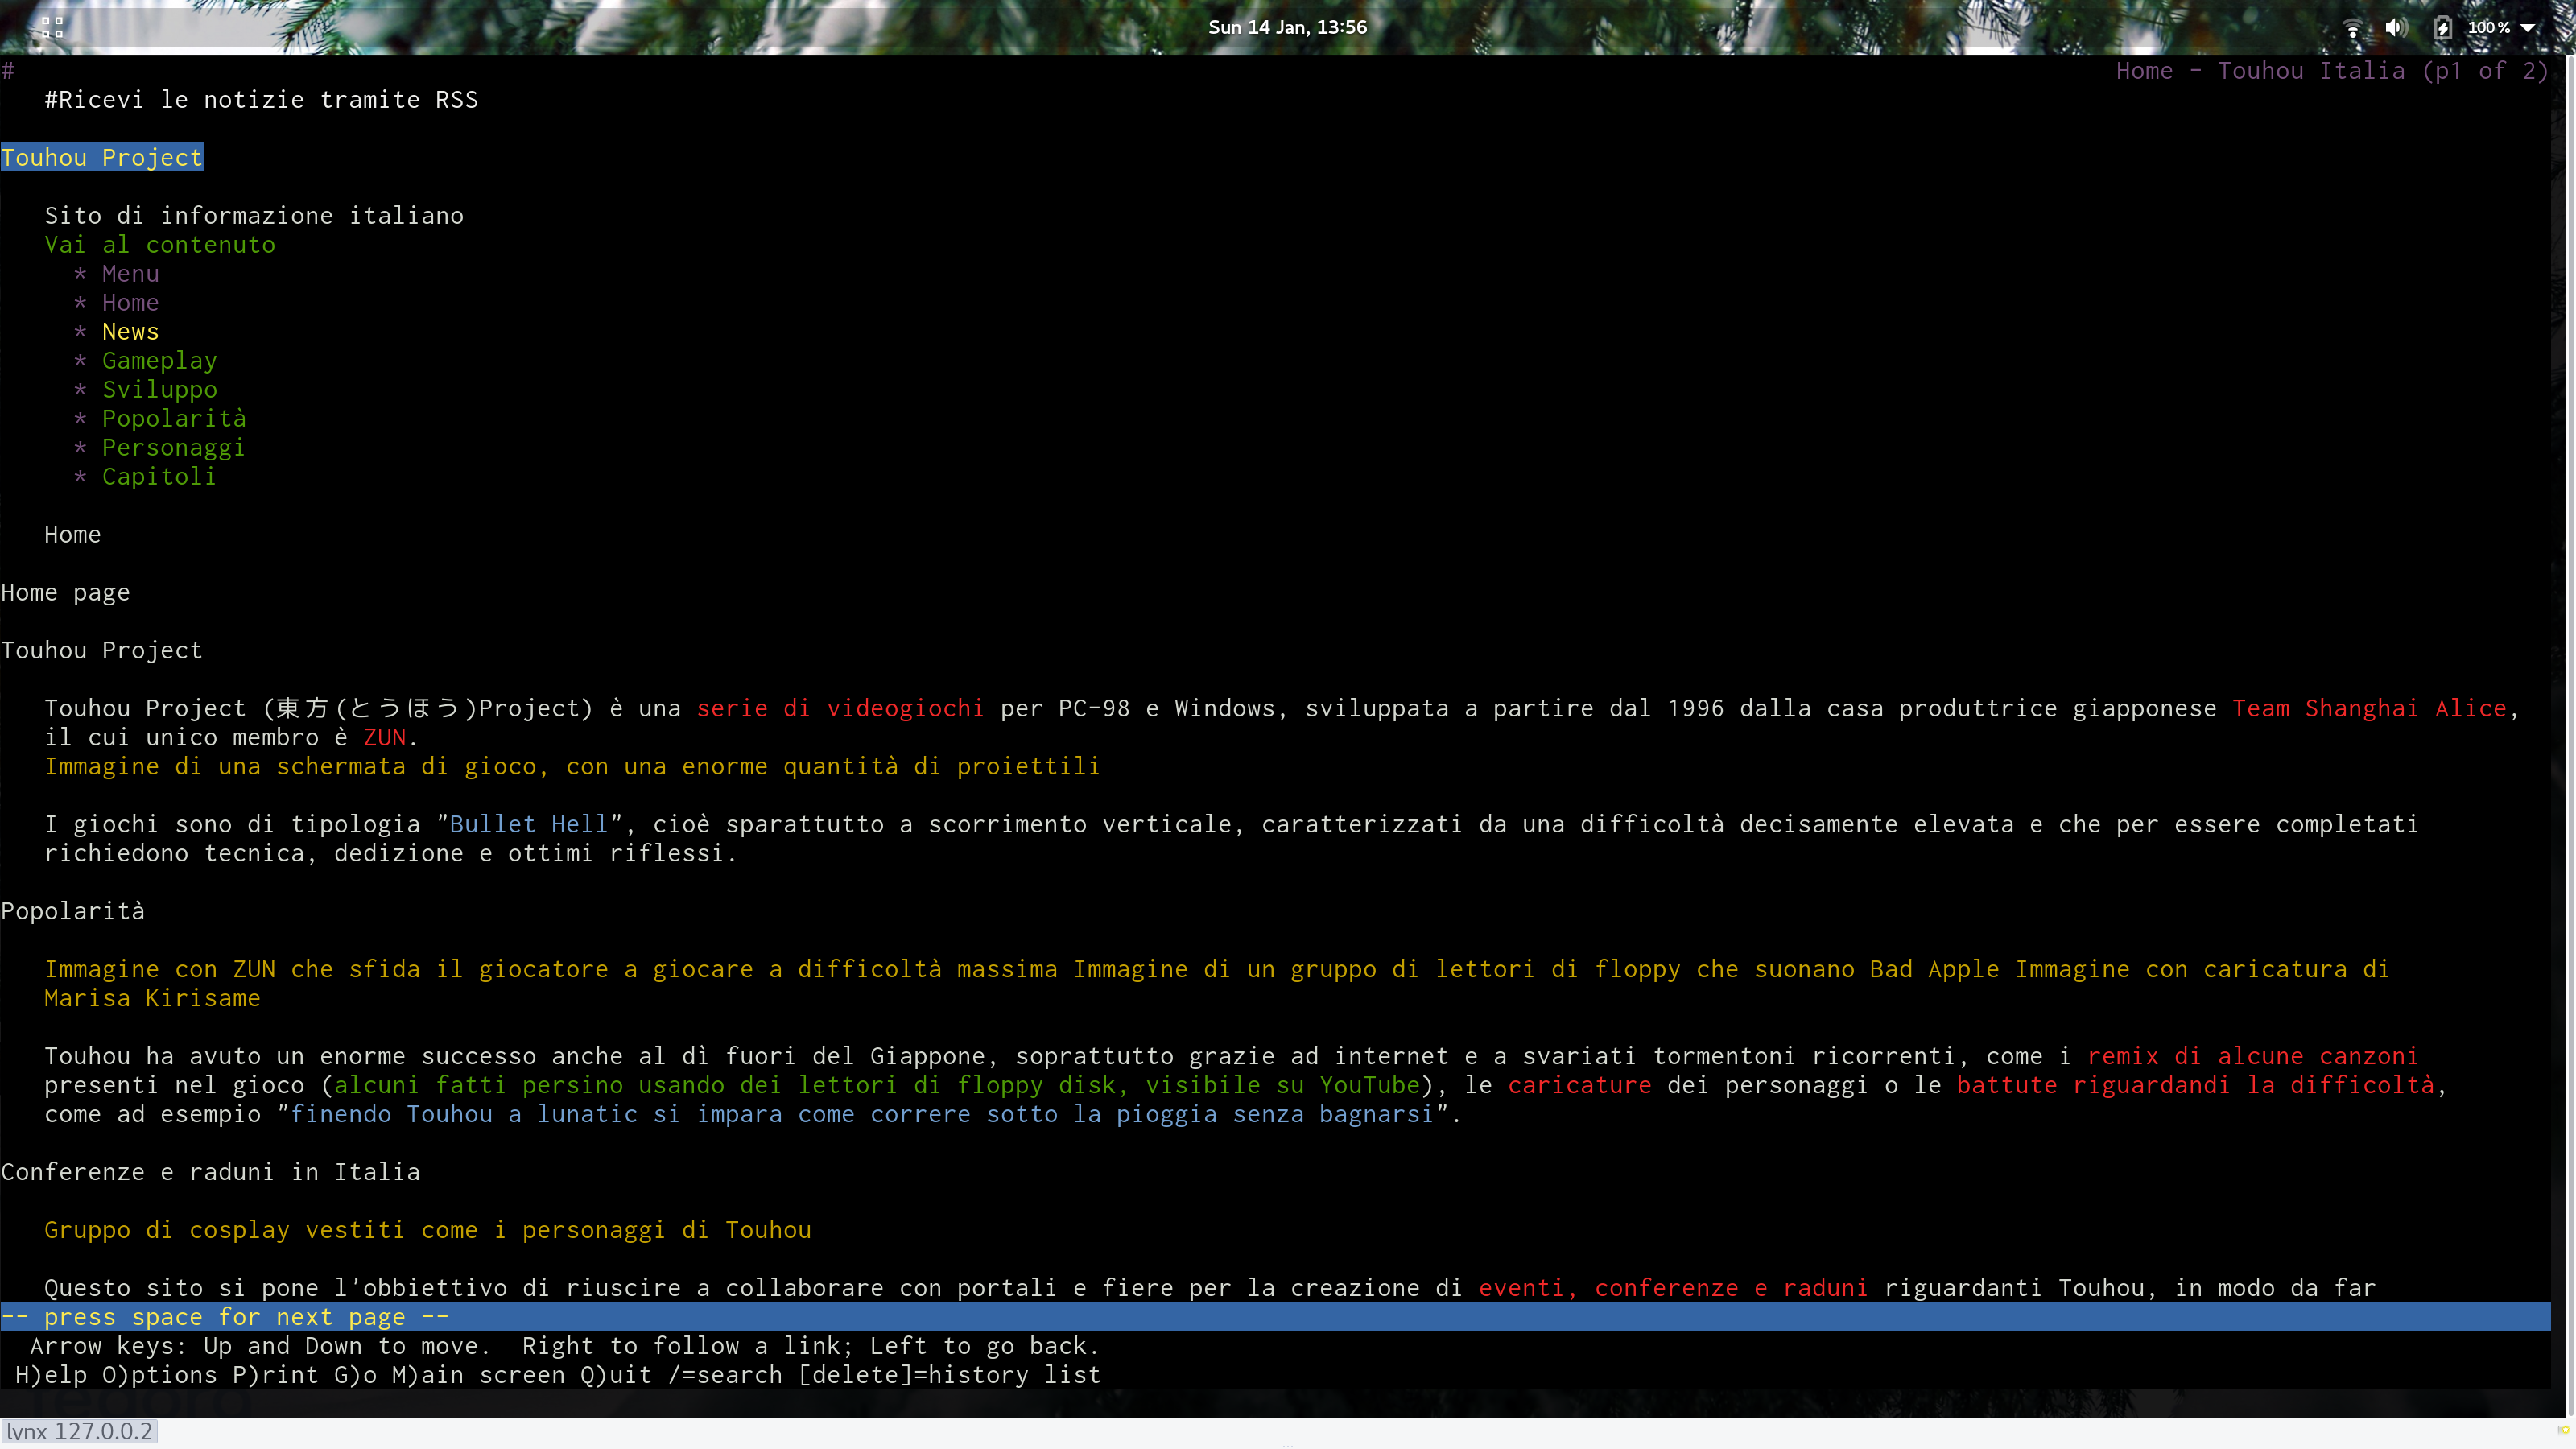 Sun 14 Jan, 13:56
100 %
# Home - Touhou Italia (p1 of 2)
#Ricevi le notizie tramite RSS
Touhou Project
Sito di informazione italiano
Vai al contenuto
* Menu
* Home
* News
* Gameplay
* Sviluppo
* Popolarità
* Personaggi
* Capitoli
Home
Home page
Touhou Project
Touhou Project (東方(とうほう)Project) è una serie di videogiochi per PC-98 e Windows, sviluppata a partire dal 1996 dalla casa produttrice giapponese Team Shanghai Alice,
il cui unico membro è ZUN.
Immagine di una schermata di gioco, con una enorme quantità di proiettili
I giochi sono di tipologia "Bullet Hell", cioè sparattutto a scorrimento verticale, caratterizzati da una difficoltà decisamente elevata e che per essere completati
richiedono tecnica, dedizione e ottimi riflessi.
Popolarità
Immagine con ZUN che sfida il giocatore a giocare a difficoltà massima Immagine di un gruppo di lettori di floppy che suonano Bad Apple Immagine con caricatura di
Marisa Kirisame
Touhou ha avuto un enorme successo anche al dì fuori del Giappone, soprattutto grazie ad internet e a svariati tormentoni ricorrenti, come i remix di alcune canzoni
presenti nel gioco (alcuni fatti persino usando dei lettori di floppy disk, visibile su YouTube), le caricature dei personaggi o le battute riguardandi la difficoltà,
come ad esempio "finendo Touhou a lunatic si impara come correre sotto la pioggia senza bagnarsi".
Conferenze e raduni in Italia
Gruppo di cosplay vestiti come i personaggi di Touhou
Questo sito si pone l'obbiettivo di riuscire a collaborare con portali e fiere per la creazione di eventi, conferenze e raduni riguardanti Touhou, in modo da far
-- press space for next page --
Arrow keys: Up and Down to move. Right to follow a link; Left to go back.
H)elp O)ptions P)rint G)o M)ain screen Q)uit /=search [delete]=history list
lynx 127.0.0.2